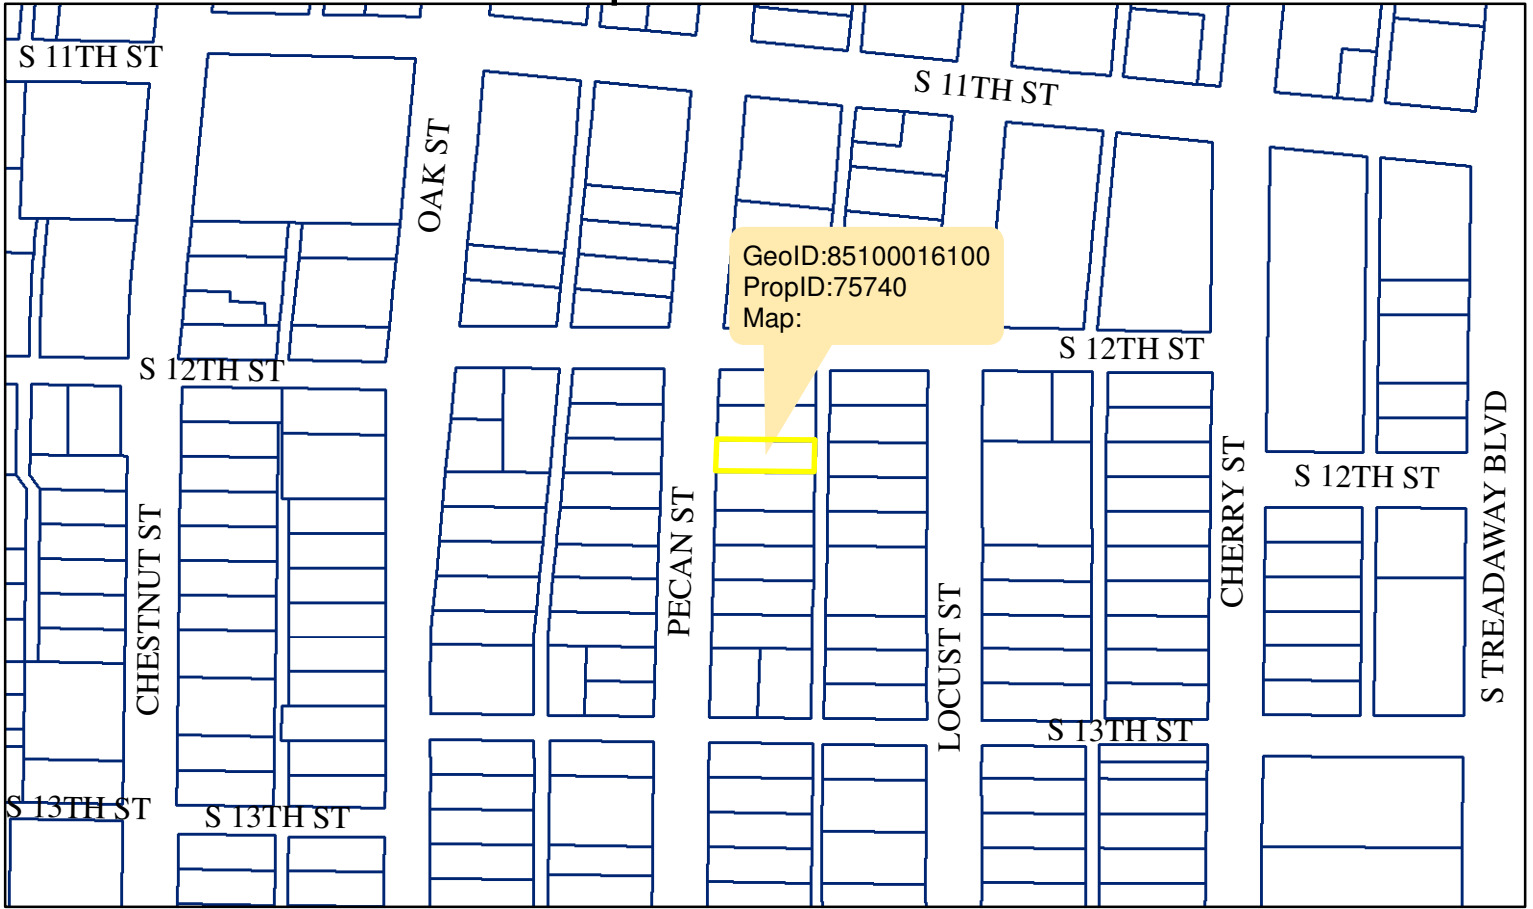 S 11TH ST
S 11TH ST
OAK ST
GeoID:85100016100
PropID:75740
Map:
S 12TH ST
S 12TH ST
S 12TH ST
CHESTNUT ST
PECAN ST
LOCUST ST
CHERRY ST
S TREADAWAY BLVD
S 13TH ST
S 13TH ST
S 13TH ST